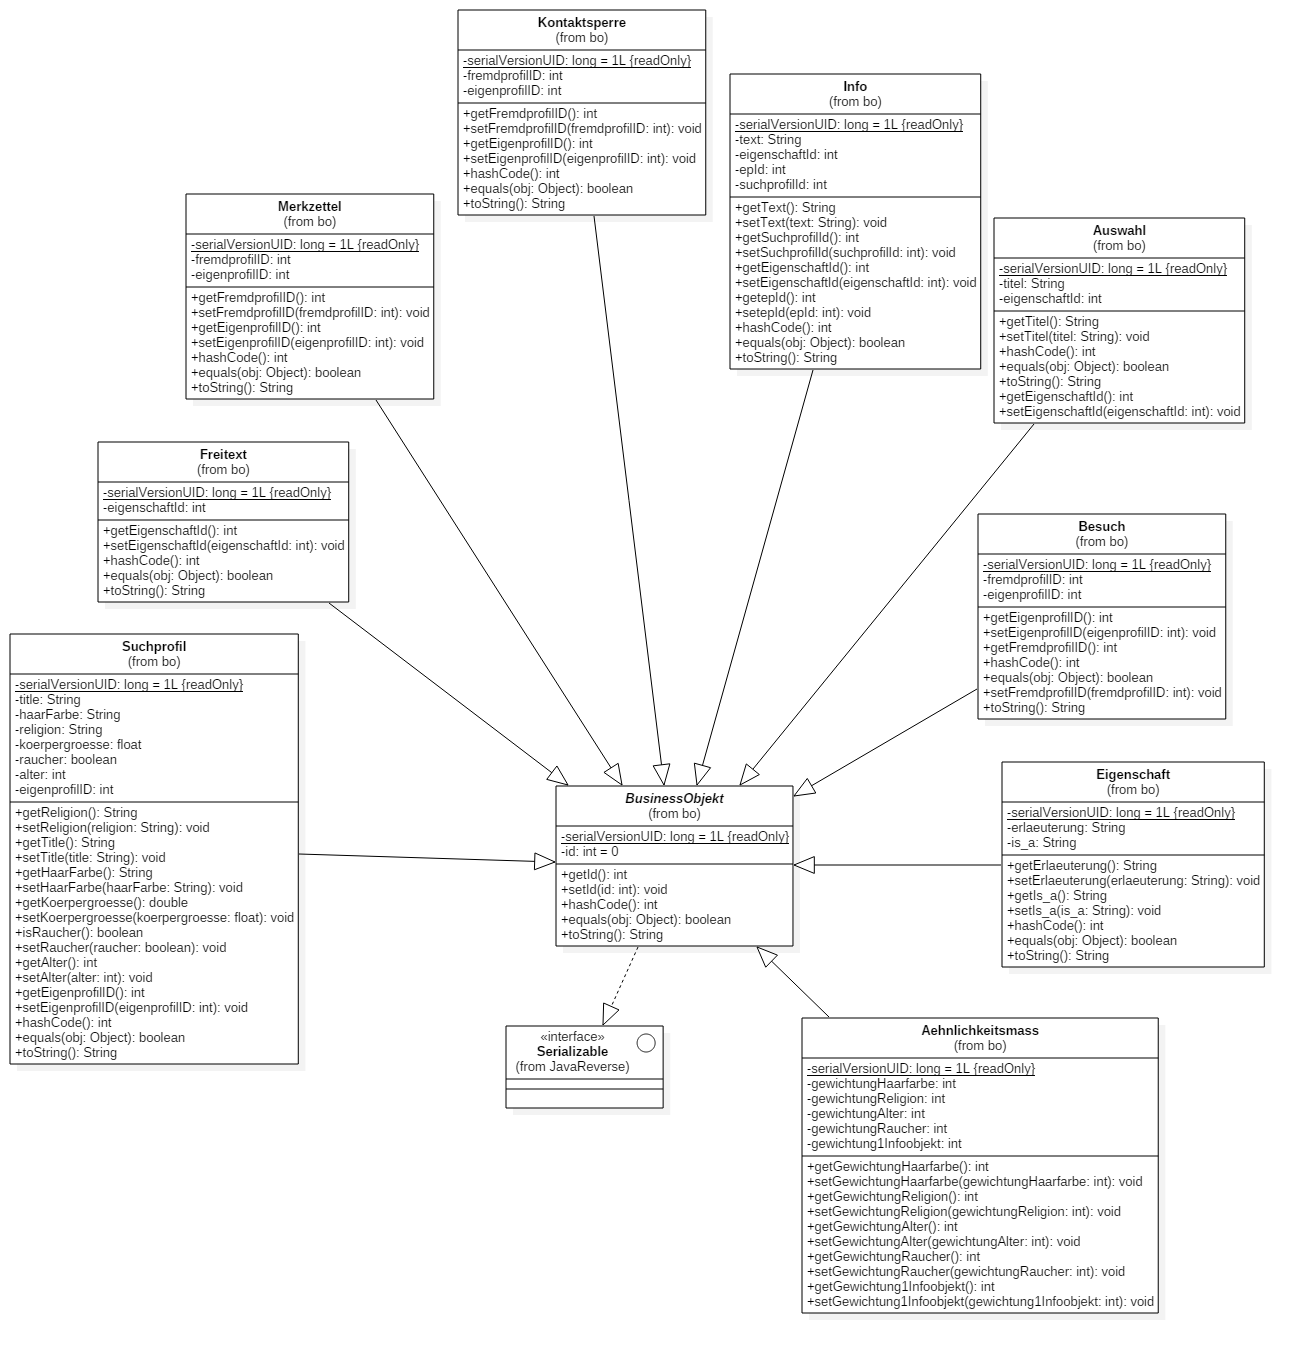 Kontaktsperre
(from bo)
-serialVersionUID: long = 1L {readOnly}
-fremdprofilID: int
-eigenprofilID: int
+getFremdprofilID(): int
+setFremdprofilID(fremdprofilID: int): void
+getEigenprofilID(): int
+setEigenprofilID(eigenprofilID: int): void
+hashCode(): int
+equals(obj: Object): boolean
+toString(): String
Info
(from bo)
-serialVersionUID: long = 1L {readOnly}
-text: String
-eigenschaftId: int
-epId: int
-suchprofilId: int
+getText(): String
+setText(text: String): void
+getSuchprofilId(): int
+setSuchprofilId(suchprofilId: int): void
+getEigenschaftId(): int
+setEigenschaftId(eigenschaftId: int): void
+getepId(): int
+setepId(epId: int): void
+hashCode(): int
+equals(obj: Object): boolean
+toString(): String
Merkzettel
(from bo)
-serialVersionUID: long = 1L {readOnly}
-fremdprofilID: int
-eigenprofilID: int
+getFremdprofilID(): int
+setFremdprofilID(fremdprofilID: int): void
+getEigenprofilID(): int
+setEigenprofilID(eigenprofilID: int): void
+hashCode(): int
+equals(obj: Object): boolean
+toString(): String
Auswahl
(from bo)
-serialVersionUID: long = 1L {readOnly}
-titel: String
-eigenschaftId: int
+getTitel(): String
+setTitel(titel: String): void
+hashCode(): int
+equals(obj: Object): boolean
+toString(): String
+getEigenschaftId(): int
+setEigenschaftId(eigenschaftId: int): void
Freitext
(from bo)
-serialVersionUID: long = 1L {readOnly}
-eigenschaftId: int
+getEigenschaftId(): int
+setEigenschaftId(eigenschaftId: int): void
+hashCode(): int
+equals(obj: Object): boolean
+toString(): String
Besuch
(from bo)
-serialVersionUID: long = 1L {readOnly}
-fremdprofilID: int
-eigenprofilID: int
+getEigenprofilID(): int
+setEigenprofilID(eigenprofilID: int): void
+getFremdprofilID(): int
+hashCode(): int
+equals(obj: Object): boolean
+setFremdprofilID(fremdprofilID: int): void
+toString(): String
Suchprofil
(from bo)
-serialVersionUID: long = 1L {readOnly}
-title: String
-haarFarbe: String
-religion: String
-koerpergroesse: float
-raucher: boolean
-alter: int
-eigenprofilID: int
+getReligion(): String
+setReligion(religion: String): void
+getTitle(): String
+setTitle(title: String): void
+getHaarFarbe(): String
+setHaarFarbe(haarFarbe: String): void
+getKoerpergroesse(): double
+setKoerpergroesse(koerpergroesse: float): void
+isRaucher(): boolean
+setRaucher(raucher: boolean): void
+getAlter(): int
+setAlter(alter: int): void
+getEigenprofilID(): int
+setEigenprofilID(eigenprofilID: int): void
+hashCode(): int
+equals(obj: Object): boolean
+toString(): String
BusinessObjekt
(from bo)
-serialVersionUID: long = 1L {readOnly}
-id: int = 0
+getId(): int
+setId(id: int): void
+hashCode(): int
+equals(obj: Object): boolean
+toString(): String
Eigenschaft
(from bo)
-serialVersionUID: long = 1L {readOnly}
-erlaeuterung: String
-is_a: String
+getErlaeuterung(): String
+setErlaeuterung(erlaeuterung: String): void
+getIs_a(): String
+setIs_a(is_a: String): void
+hashCode(): int
+equals(obj: Object): boolean
+toString(): String
«interface»
Serializable
(from JavaReverse)
Aehnlichkeitsmass
(from bo)
-serialVersionUID: long = 1L {readOnly}
-gewichtungHaarfarbe: int
-gewichtungReligion: int
-gewichtungAlter: int
-gewichtungRaucher: int
-gewichtung1Infoobjekt: int
+getGewichtungHaarfarbe(): int
+setGewichtungHaarfarbe(gewichtungHaarfarbe: int): void
+getGewichtungReligion(): int
+setGewichtungReligion(gewichtungReligion: int): void
+getGewichtungAlter(): int
+setGewichtungAlter(gewichtungAlter: int): void
+getGewichtungRaucher(): int
+setGewichtungRaucher(gewichtungRaucher: int): void
+getGewichtung1Infoobjekt(): int
+setGewichtung1Infoobjekt(gewichtung1Infoobjekt: int): void